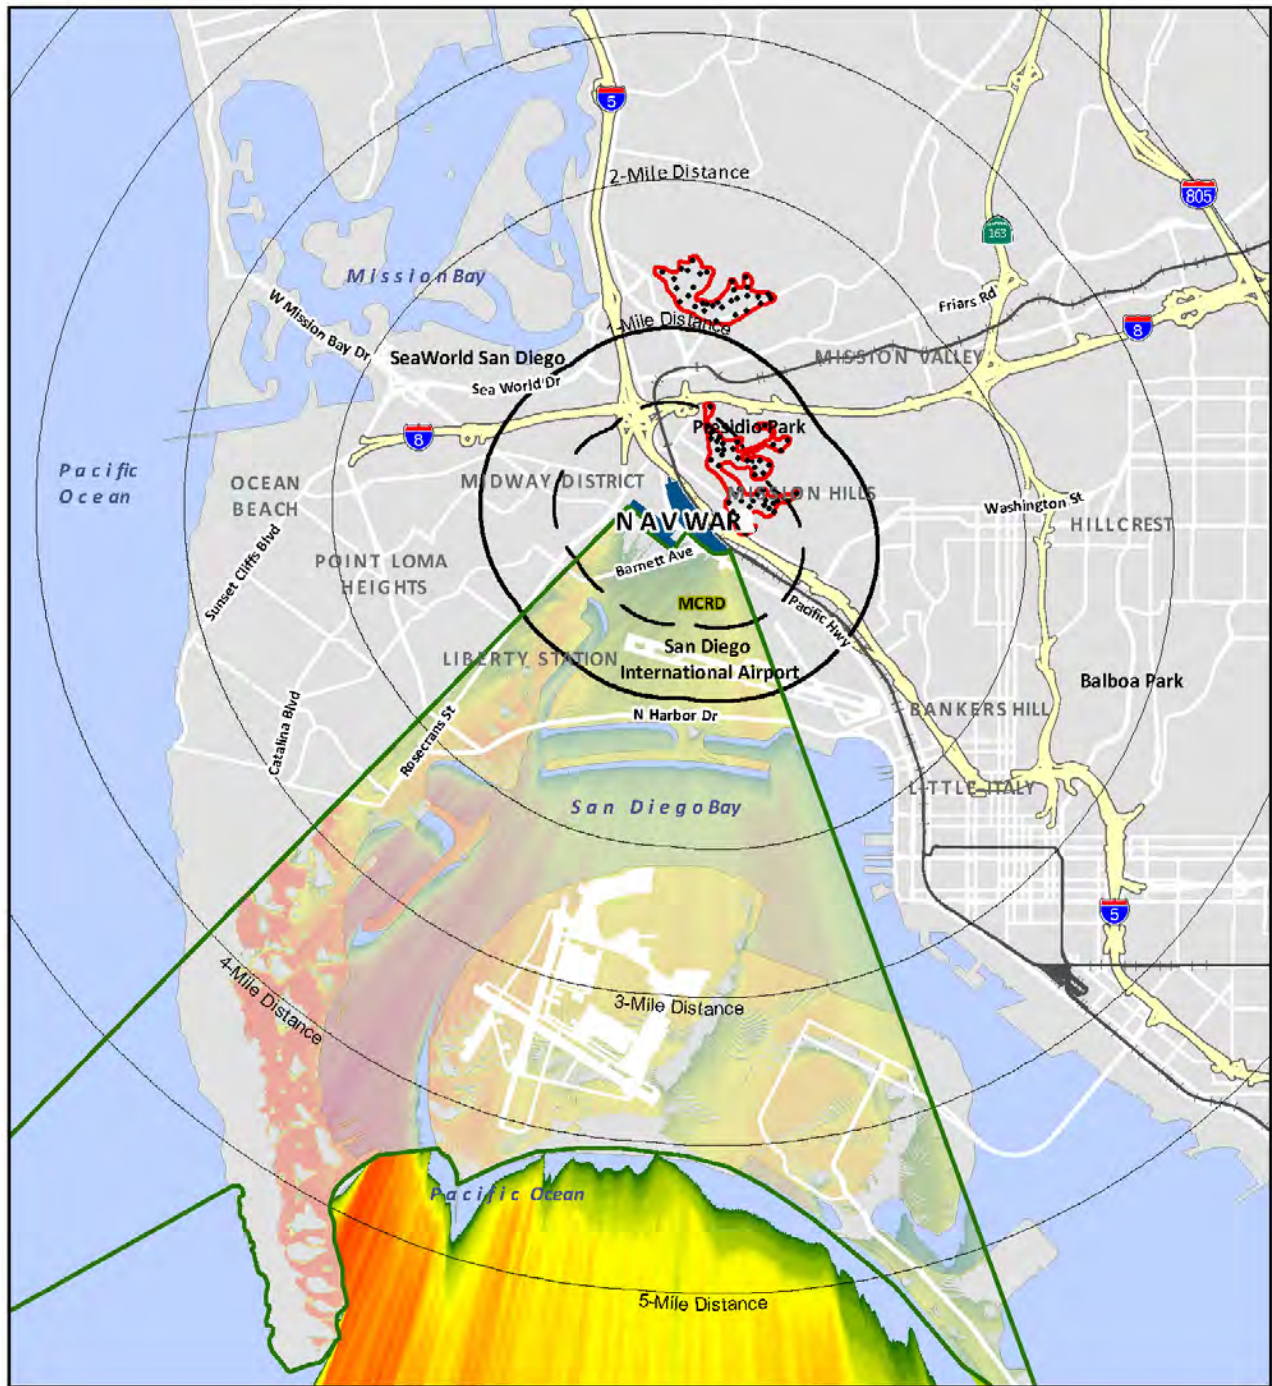 5
2-Mile Distance
805
163
Mission Bay
W Mission Bay Dr
Friars Rd
1-Mile Distance
8
SeaWorld San Diego
MISSION VALLEY
Sea World Dr
Presidio Park
8
Pacific
Ocean
OCEAN
BEACH
MIDWAY DISTRICT
MISSION HILLS
Washington St
HILLCREST
NAVWAR
Sunset Cliffs Blvd
POINT LOMA
HEIGHTS
Barnett Ave
MCRD
Pacific Hwy
San Diego
International Airport
LIBERTY STATION
Balboa Park
Catalina Blvd
Rosecrans St
N Harbor Dr
BANKERS HILL
LITTLE ITALY
San Diego Bay
5
4-Mile Distance
3-Mile Distance
Pacific Ocean
5-Mile Distance